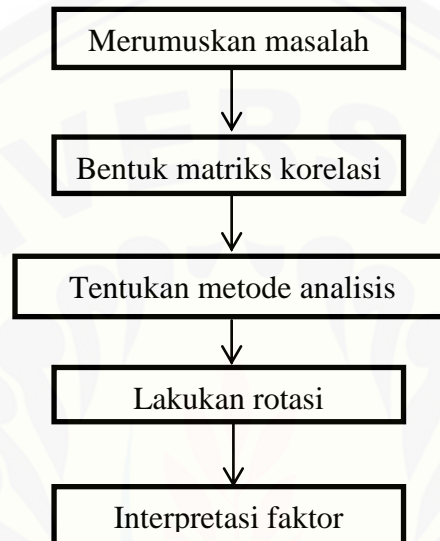 Merumuskan masalah
Bentuk matriks korelasi
Tentukan metode analisis
Lakukan rotasi
Interpretasi faktor